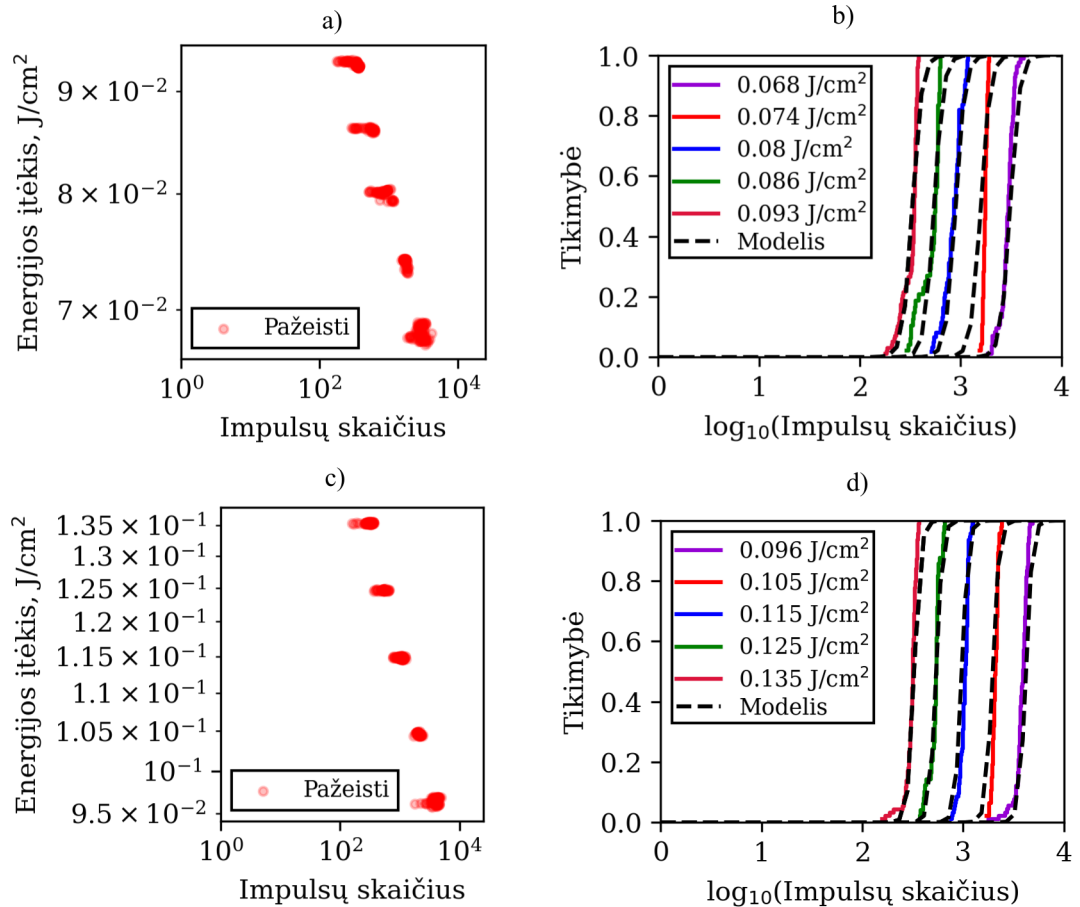 a)
Energijos įtėkis, J/cm²
9 × 10⁻²
8 × 10⁻²
7 × 10⁻²
Pažeisti
10⁰ 10² 10⁴
Impulsų skaičius
b)
Tikimybė
1.0
0.8
0.6
0.4
0.2
0.0
0.068 J/cm²
0.074 J/cm²
0.08 J/cm²
0.086 J/cm²
0.093 J/cm²
Modelis
0 1 2 3 4
log₁₀(Impulsų skaičius)
c)
Energijos įtėkis, J/cm²
1.35 × 10⁻¹
1.3 × 10⁻¹
1.25 × 10⁻¹
1.2 × 10⁻¹
1.15 × 10⁻¹
1.1 × 10⁻¹
1.05 × 10⁻¹
10⁻¹
9.5 × 10⁻²
Pažeisti
10⁰ 10² 10⁴
Impulsų skaičius
d)
Tikimybė
1.0
0.8
0.6
0.4
0.2
0.0
0.096 J/cm²
0.105 J/cm²
0.115 J/cm²
0.125 J/cm²
0.135 J/cm²
Modelis
0 1 2 3 4
log₁₀(Impulsų skaičius)